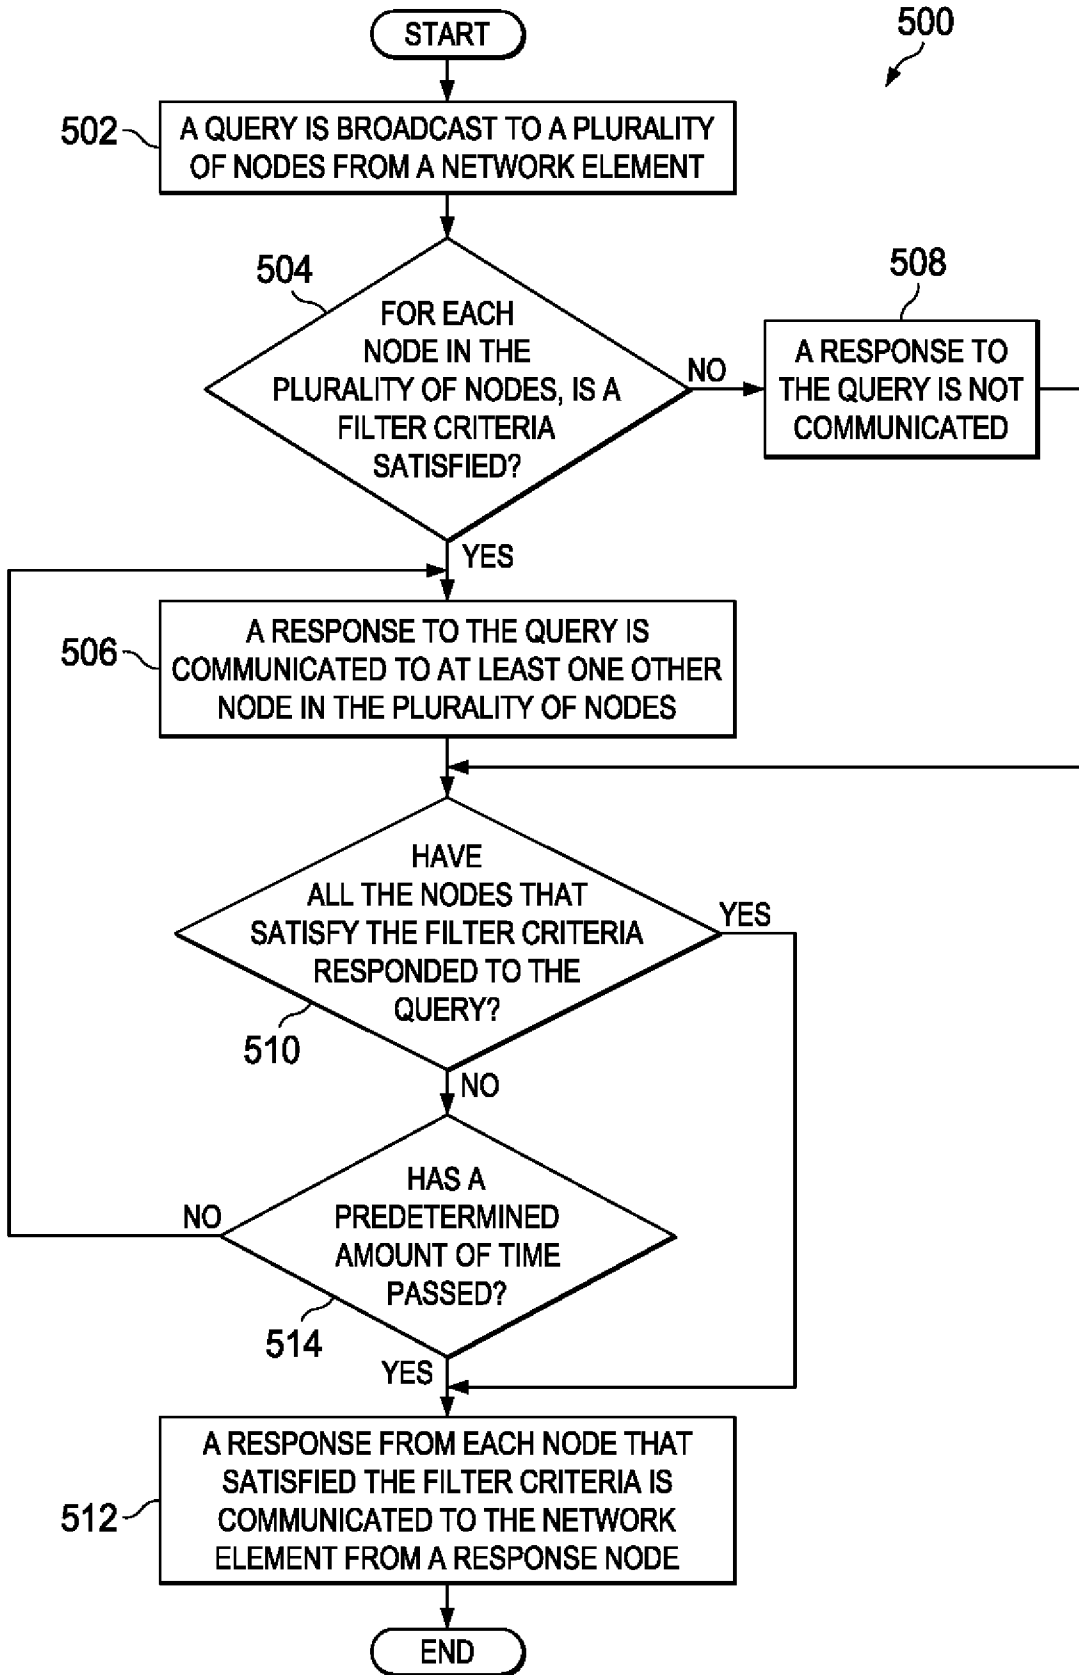 START
500
502
A QUERY IS BROADCAST TO A PLURALITY
OF NODES FROM A NETWORK ELEMENT
504
FOR EACH
NODE IN THE
PLURALITY OF NODES, IS A
FILTER CRITERIA
SATISFIED?
NO
508
A RESPONSE TO
THE QUERY IS NOT
COMMUNICATED
YES
506
A RESPONSE TO THE QUERY IS
COMMUNICATED TO AT LEAST ONE OTHER
NODE IN THE PLURALITY OF NODES
HAVE
ALL THE NODES THAT
SATISFY THE FILTER CRITERIA
RESPONDED TO THE
QUERY?
YES
510
NO
HAS A
PREDETERMINED
AMOUNT OF TIME
PASSED?
NO
514
YES
512
A RESPONSE FROM EACH NODE THAT
SATISFIED THE FILTER CRITERIA IS
COMMUNICATED TO THE NETWORK
ELEMENT FROM A RESPONSE NODE
END